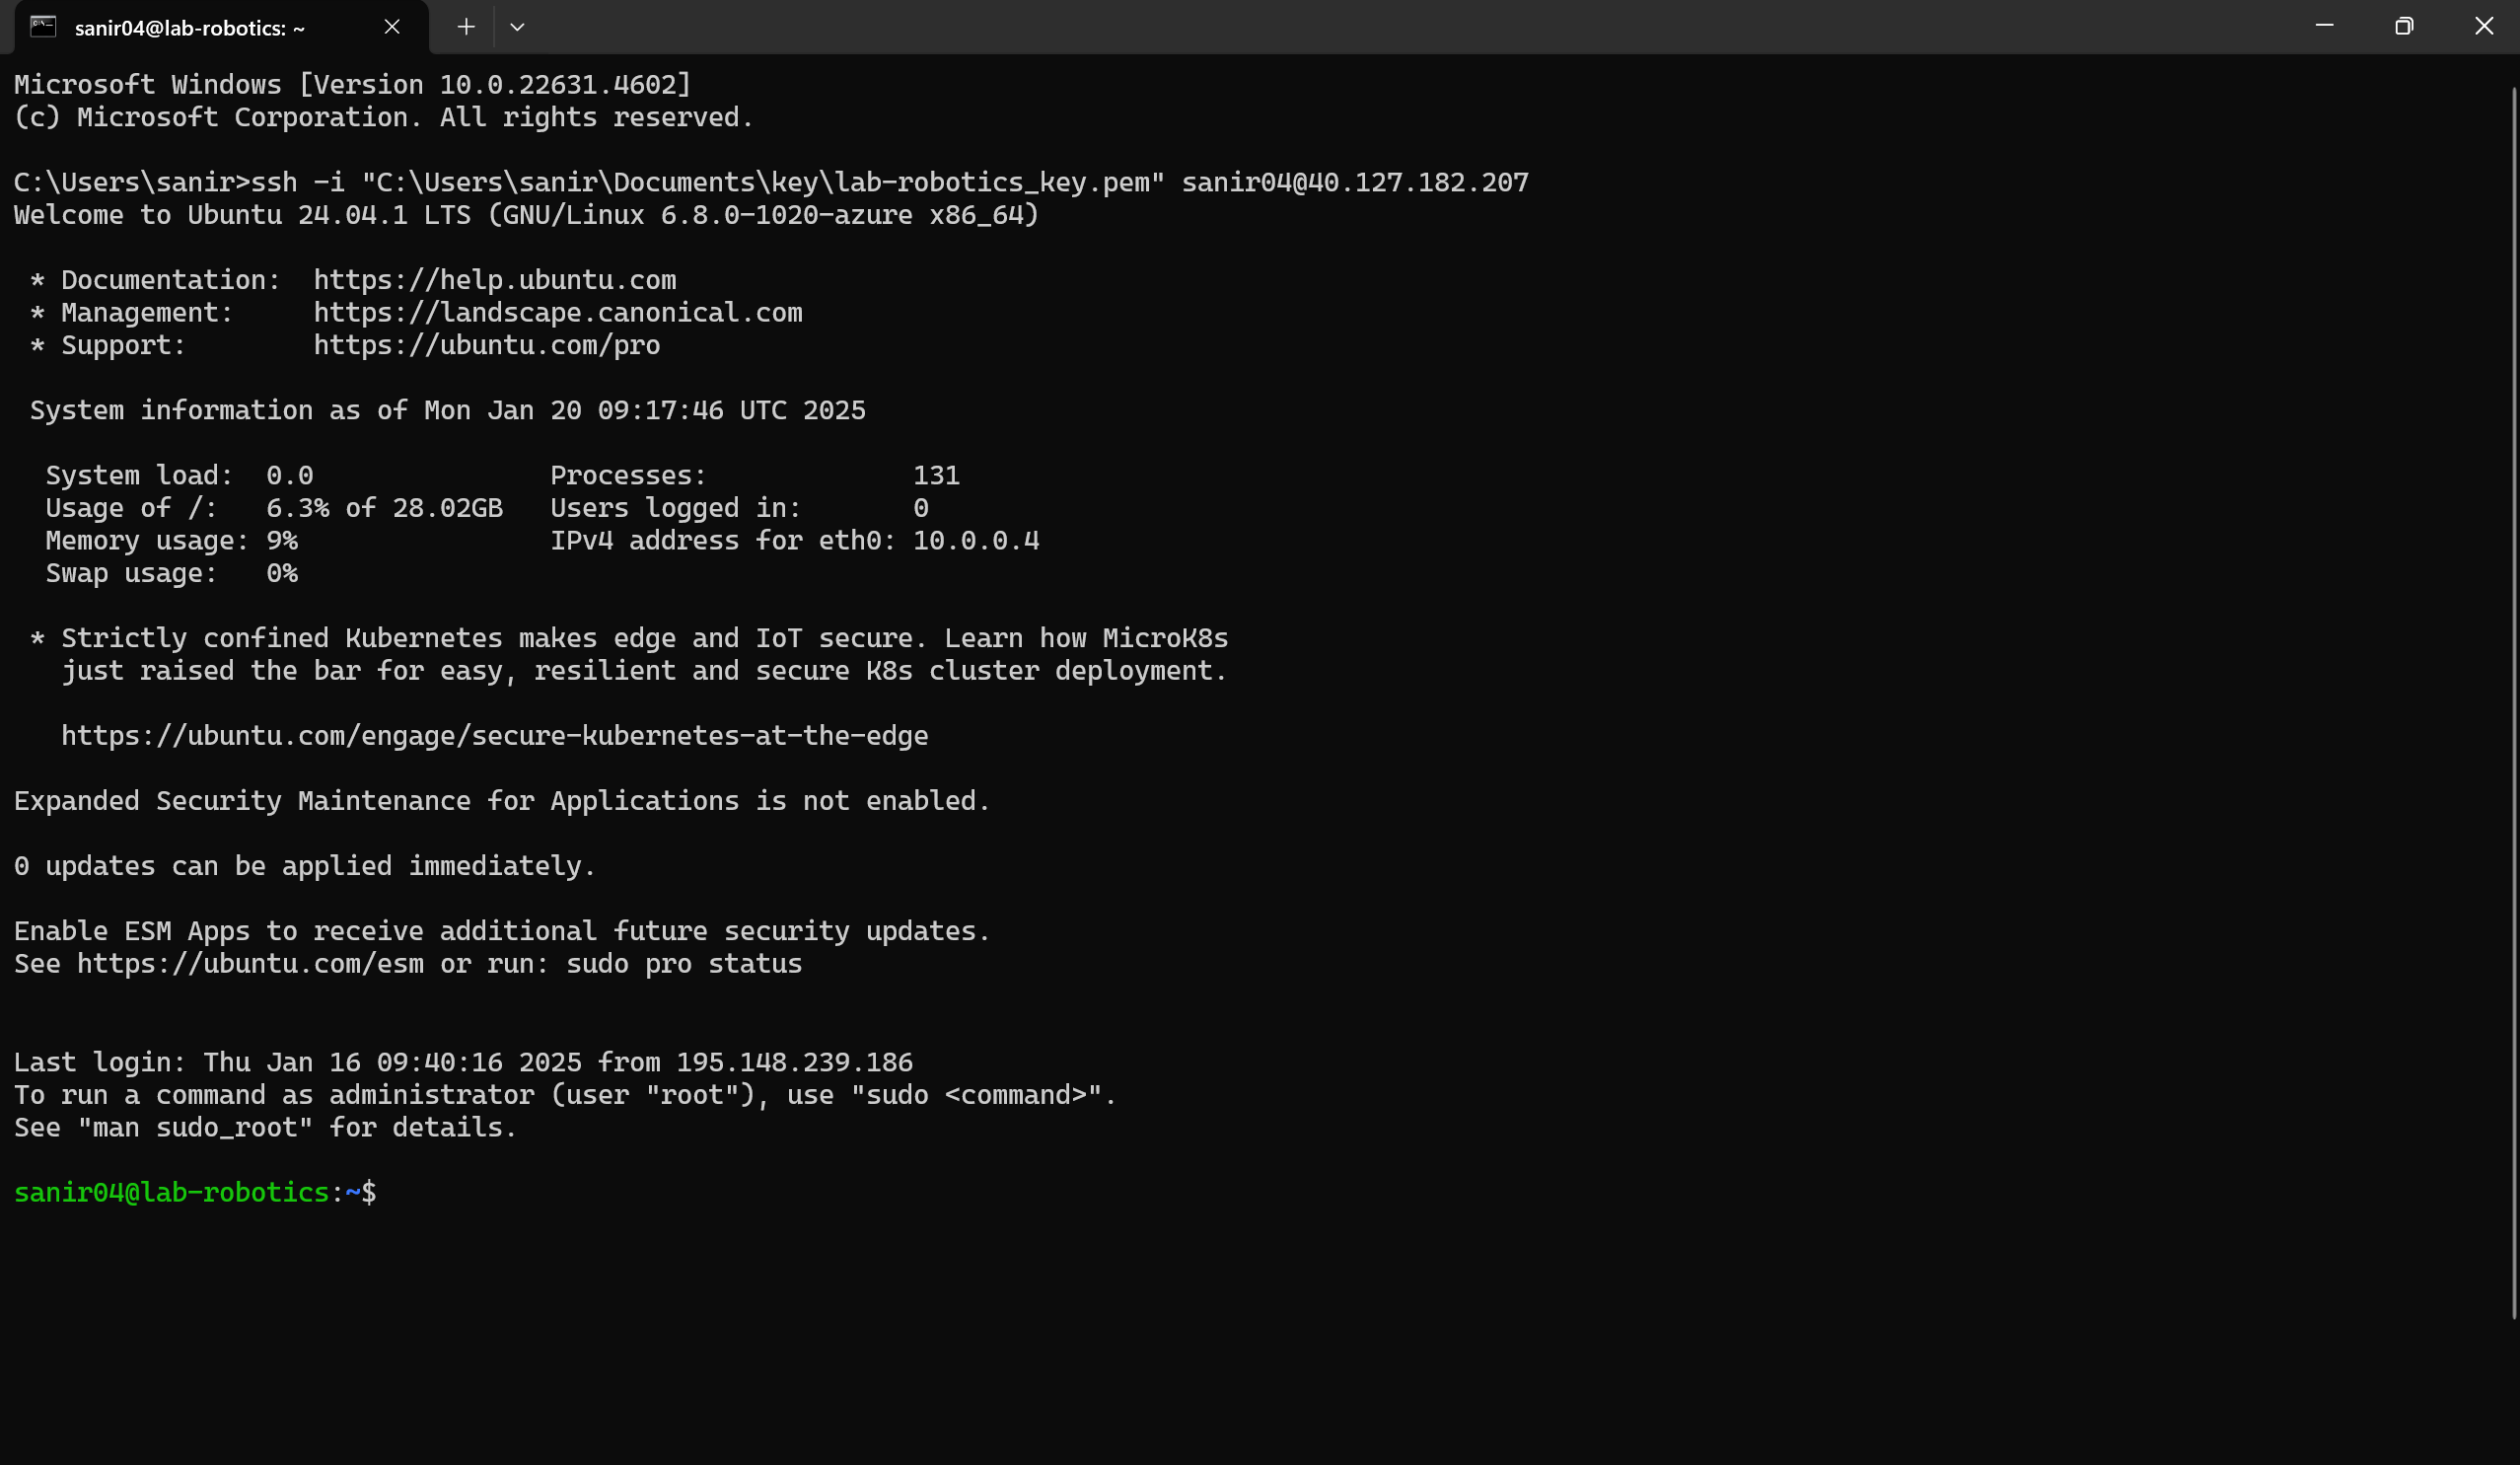 sanir04@lab-robotics: ~
Microsoft Windows [Version 10.0.22631.4602]
(c) Microsoft Corporation. All rights reserved.
C:\Users\sanir>ssh -i "C:\Users\sanir\Documents\key\lab-robotics_key.pem" sanir04@40.127.182.207
Welcome to Ubuntu 24.04.1 LTS (GNU/Linux 6.8.0-1020-azure x86_64)
* Documentation:  https://help.ubuntu.com
* Management:     https://landscape.canonical.com
* Support:        https://ubuntu.com/pro
System information as of Mon Jan 20 09:17:46 UTC 2025
System load:  0.0               Processes:             131
Usage of /:   6.3% of 28.02GB   Users logged in:       0
Memory usage: 9%                IPv4 address for eth0: 10.0.0.4
Swap usage:   0%
* Strictly confined Kubernetes makes edge and IoT secure. Learn how MicroK8s
just raised the bar for easy, resilient and secure K8s cluster deployment.
https://ubuntu.com/engage/secure-kubernetes-at-the-edge
Expanded Security Maintenance for Applications is not enabled.
0 updates can be applied immediately.
Enable ESM Apps to receive additional future security updates.
See https://ubuntu.com/esm or run: sudo pro status
Last login: Thu Jan 16 09:40:16 2025 from 195.148.239.186
To run a command as administrator (user "root"), use "sudo <command>".
See "man sudo_root" for details.
sanir04@lab-robotics:~$